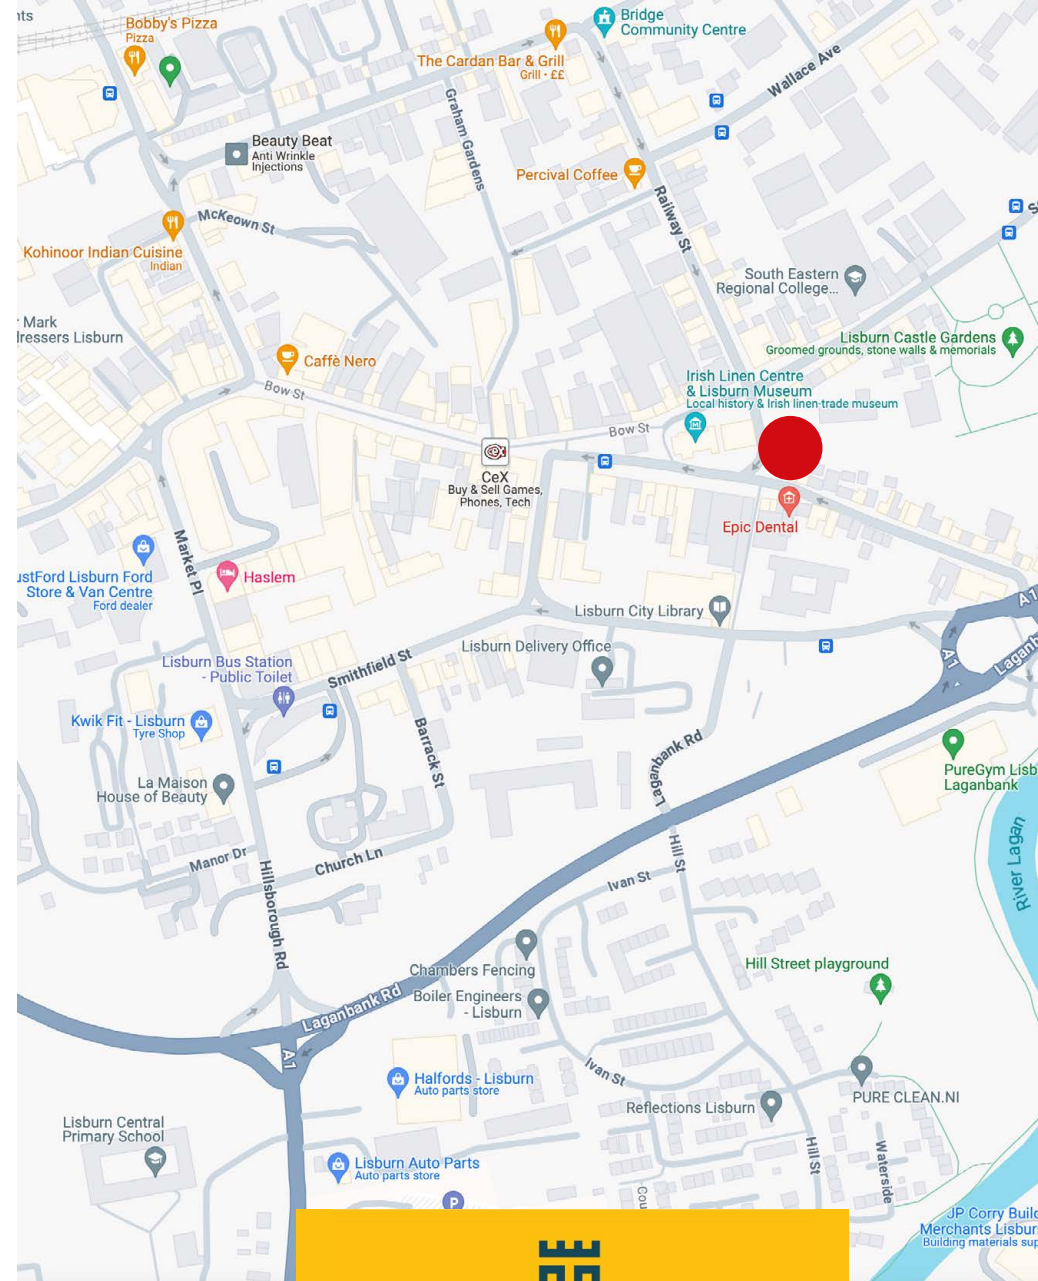 nts
Bobby's Pizza
Pizza
Bridge
Community Centre
The Cardan Bar & Grill
Grill • ££
Wallace Ave
Graham Gardens
Beauty Beat
Anti Wrinkle
Injections
Percival Coffee
Railway St
McKeown St
Kohinoor Indian Cuisine
Indian
South Eastern
Regional College...
Mark
Iressers Lisburn
Lisburn Castle Gardens
Groomed grounds, stone walls & memorials
Caffè Nero
Irish Linen Centre
& Lisburn Museum
Local history & Irish linen-trade museum
Bow St
Bow St
CeX
CeX
Buy & Sell Games,
Phones, Tech
Epic Dental
Market Pl
ustFord Lisburn Ford
Store & Van Centre
Ford dealer
Haslem
A1
Lisburn City Library
Lisburn Delivery Office
A1
Laganb
Lisburn Bus Station
- Public Toilet
Smithfield St
Kwik Fit - Lisburn
Tyre Shop
Barrack St
Laganbank Rd
PureGym Lisb
Laganbank
La Maison
House of Beauty
River Lagan
Manor Dr
Church Ln
Hill St
Hillsborough Rd
Ivan St
Chambers Fencing
Hill Street playground
Boiler Engineers
- Lisburn
Laganbank Rd
A1
Ivan St
Halfords - Lisburn
Auto parts store
PURE CLEAN.NI
Reflections Lisburn
Lisburn Central
Primary School
Hill St
Waterside
Lisburn Auto Parts
Auto parts store
P
Cou
JP Corry Build
Merchants Lisbur
Building materials sup